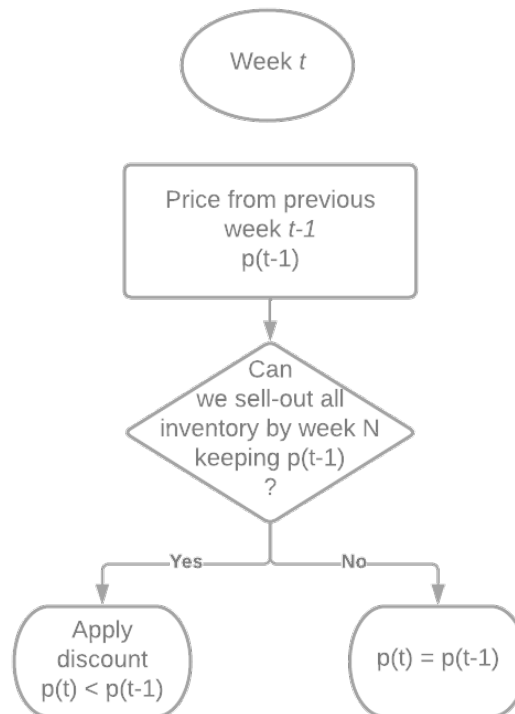 Week t
Price from previous
week t-1
p(t-1)
Can
we sell-out all
inventory by week N
keeping p(t-1)
?
Yes
No
Apply
discount
p(t) < p(t-1)
p(t) = p(t-1)